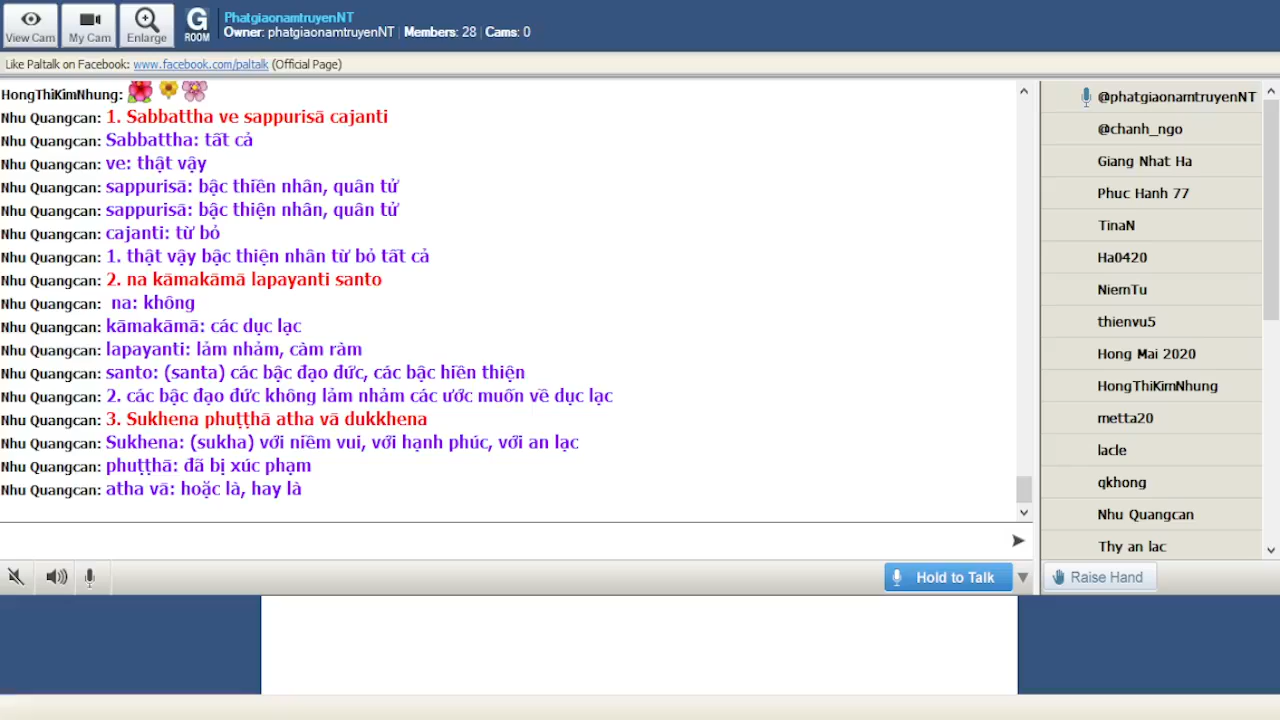 View Cam
My Cam
Enlarge
G
ROOM
PhatgiaonamtruyenNT
Owner: phatgiaonamtruyenNT | Members: 28 | Cams: 0
Like Paltalk on Facebook: www.facebook.com/paltalk (Official Page)
HongThiKimNhung:
Nhu Quangcan: 1. Sabbattha ve sappurisā cajanti
Nhu Quangcan: Sabbattha: tất cả
Nhu Quangcan: ve: thật vậy
Nhu Quangcan: sappurisā: bậc thiền nhân, quân tử
Nhu Quangcan: sappurisā: bậc thiện nhân, quân tử
Nhu Quangcan: cajanti: từ bỏ
Nhu Quangcan: 1. thật vậy bậc thiện nhân từ bỏ tất cả
Nhu Quangcan: 2. na kāmakāmā lapayanti santo
Nhu Quangcan: na: không
Nhu Quangcan: kāmakāmā: các dục lạc
Nhu Quangcan: lapayanti: lảm nhảm, càm ràm
Nhu Quangcan: santo: (santa) các bậc đạo đức, các bậc hiền thiện
Nhu Quangcan: 2. các bậc đạo đức không lảm nhảm các ước muốn về dục lạc
Nhu Quangcan: 3. Sukhena phuṭṭhā atha vā dukkhena
Nhu Quangcan: Sukhena: (sukha) với niềm vui, với hạnh phúc, với an lạc
Nhu Quangcan: phuṭṭhā: đã bị xúc phạm
Nhu Quangcan: atha vā: hoặc là, hay là
@phatgiaonamtruyenNT
@chanh_ngo
Giang Nhat Ha
Phuc Hanh 77
TinaN
Ha0420
NiemTu
thienvu5
Hong Mai 2020
HongThiKimNhung
metta20
lacle
qkhong
Nhu Quangcan
Thy an lac
Hold to Talk
Raise Hand